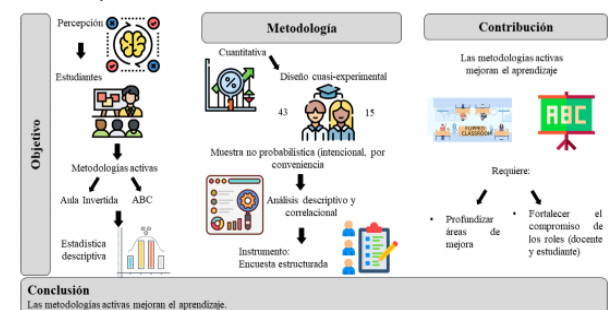 Objetivo
Percepción
Estudiantes
Metodologías activas
Aula Invertida
ABC
Estadística
descriptiva
Metodología
Cuantitativa
Diseño cuasi-experimental
43
15
Muestra no probabilística (intencional, por
conveniencia
Análisis descriptivo y
correlacional
Instrumento:
Encuesta estructurada
Contribución
Las metodologías activas
mejoran el aprendizaje
FLIPPED
CLASSROOM
ABC
Requiere:
• Profundizar
áreas de
mejora
• Fortalecer el
compromiso de
los roles (docente
y estudiante)
Conclusión
Las metodologías activas mejoran el aprendizaje.